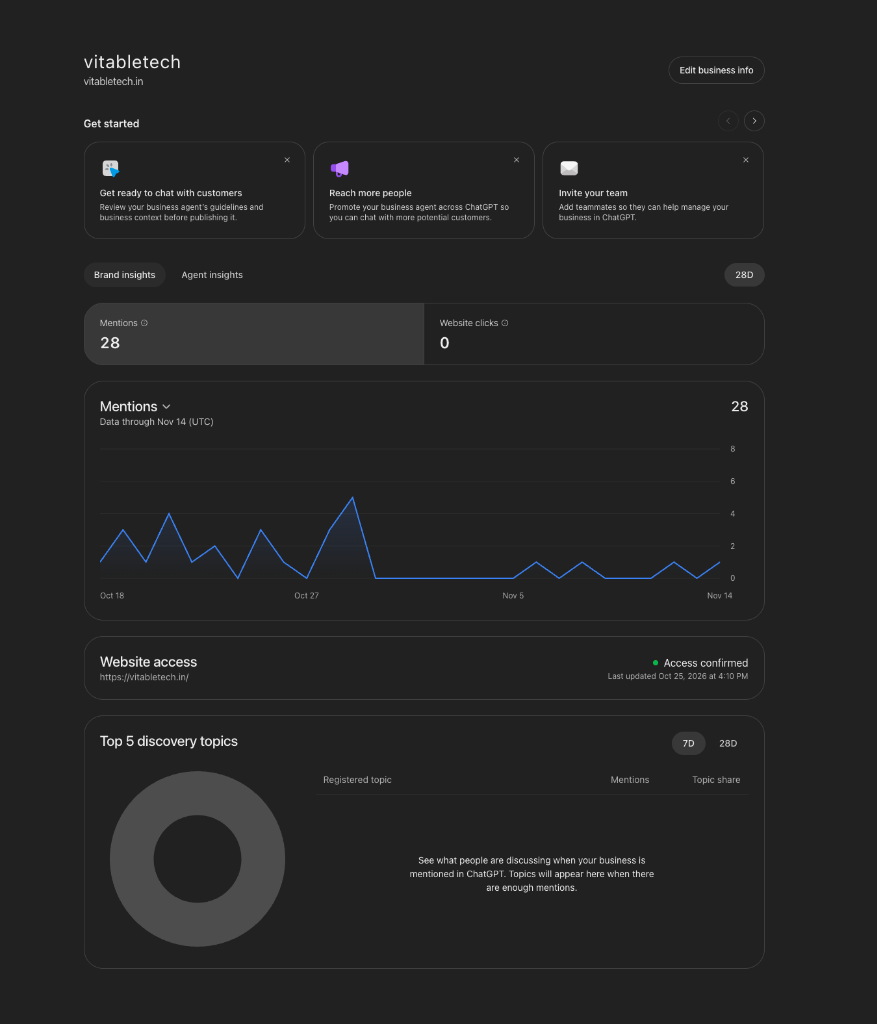 vitabletech
vitabletech.in
Edit business info
Get started
Get ready to chat with customers
Review your business agent's guidelines and
business context before publishing it.
Reach more people
Promote your business agent across ChatGPT so
you can chat with more potential customers.
Invite your team
Add teammates so they can help manage your
business in ChatGPT.
Brand insights
Agent insights
28D
Mentions
28
Website clicks
0
Mentions
28
Data through Nov 14 (UTC)
8
6
4
2
0
Oct 18
Oct 27
Nov 5
Nov 14
Website access
https://vitabletech.in/
Access confirmed
Last updated Oct 25, 2026 at 4:10 PM
Top 5 discovery topics
7D
28D
Registered topic
Mentions
Topic share
See what people are discussing when your business is
mentioned in ChatGPT. Topics will appear here when there
are enough mentions.